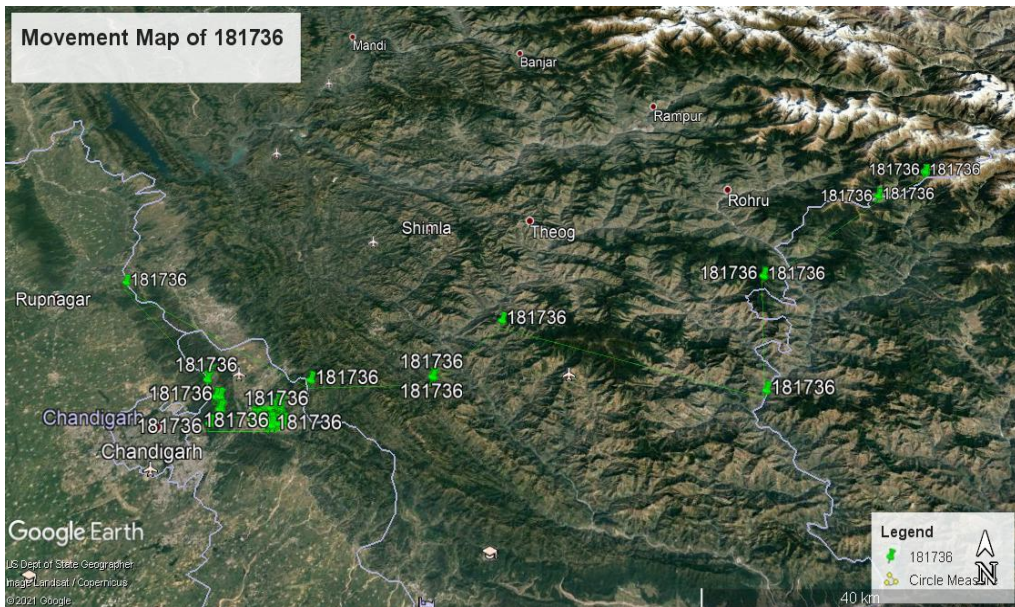 Movement Map of 181736
Mandi
Banjar
Rampur
181736 181736
181736 181736
Rohru
Shimla
Theog
181736 181736
181736
Rupnagar
181736
181736
181736
181736
181736
181736
181736
181736
Chandigarh
181736
181736
181736
Chandigarh
Google Earth
US Dept of State Geographer
Image Landsat / Copernicus
©2021 Google
Legend
181736
Circle Meas
N
40 km